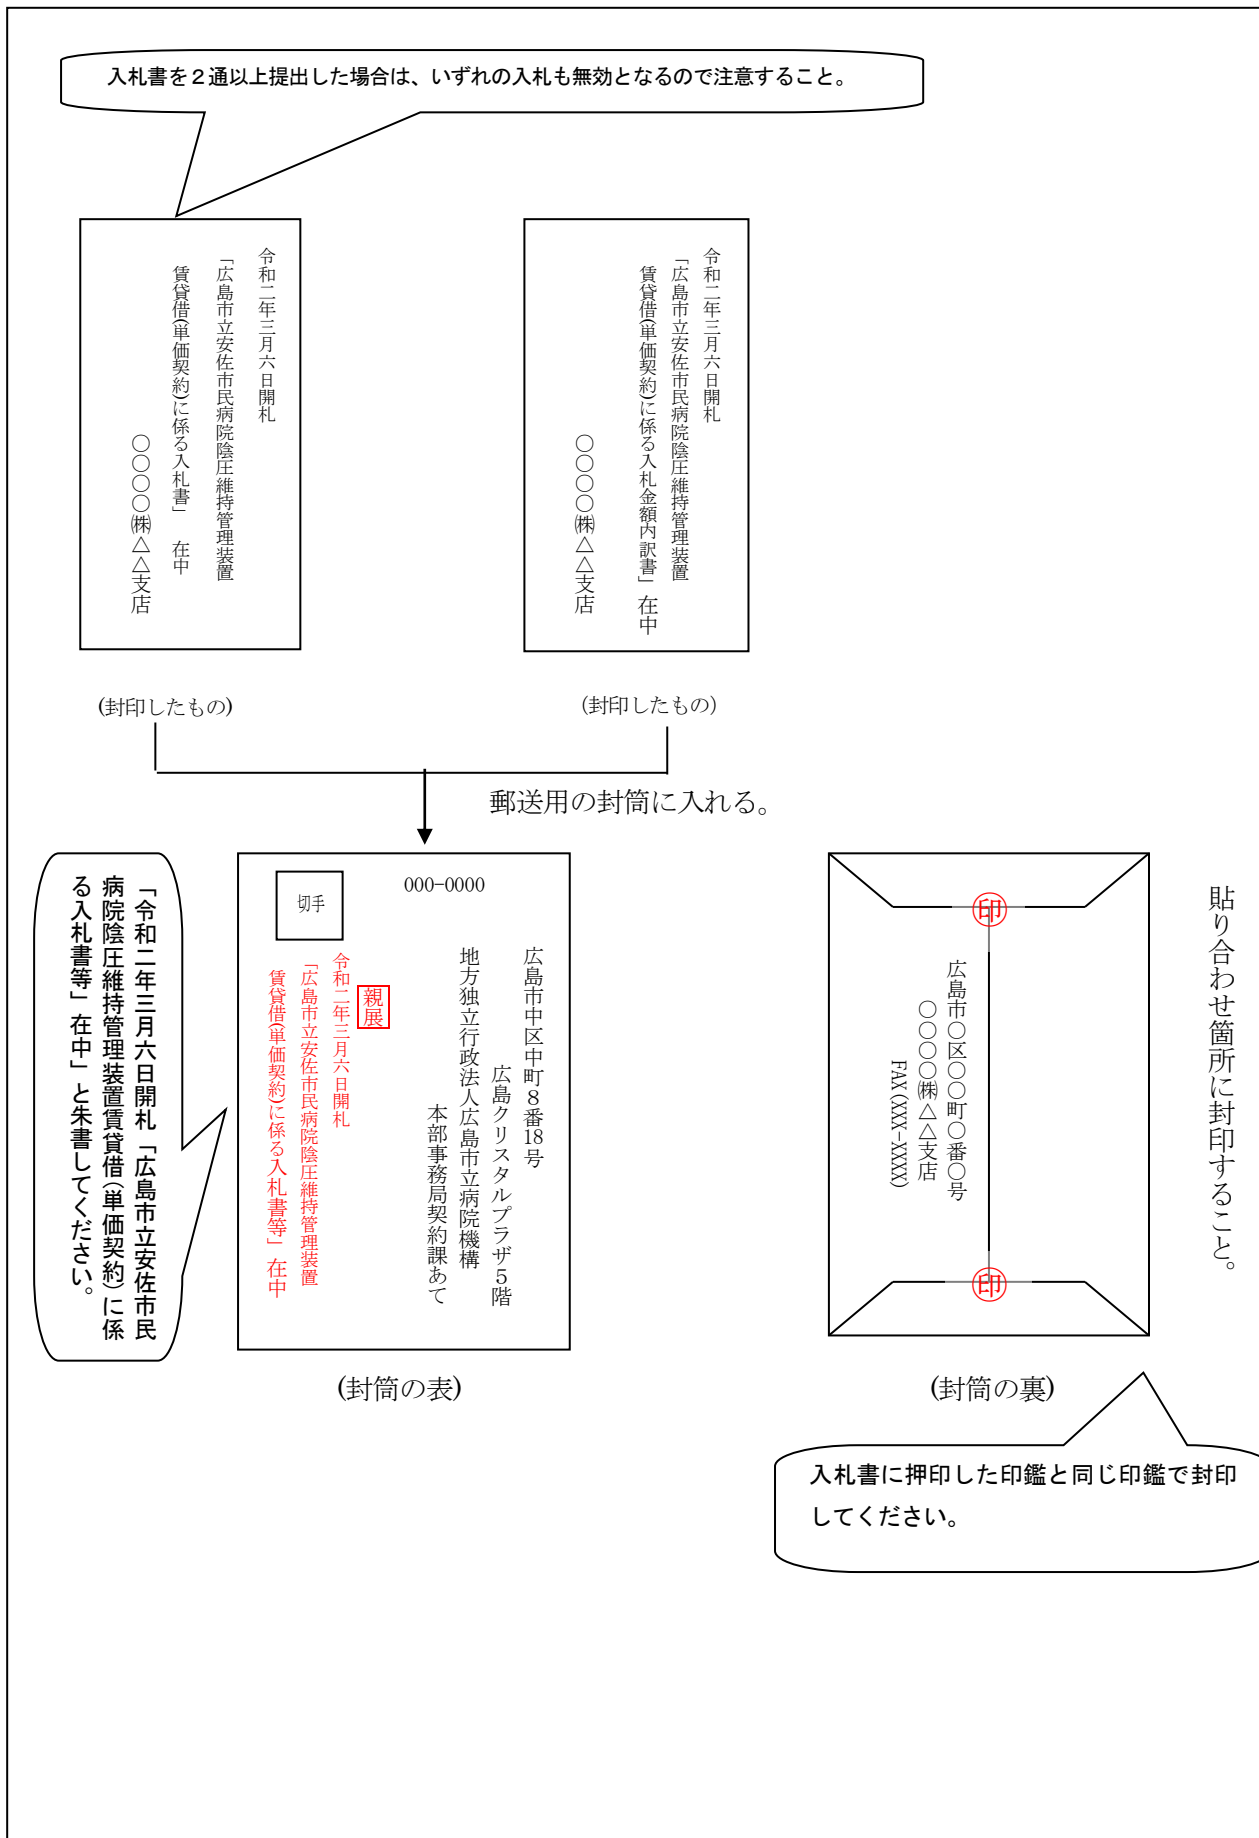 入札書を２通以上提出した場合は、いずれの入札も無効となるので注意すること。
令和二年三月六日開札
「広島市立安佐市民病院陰圧維持管理装置
賃貸借(単価契約)に係る入札書」　在中
○○○○㈱△△支店
(封印したもの)
令和二年三月六日開札
「広島市立安佐市民病院陰圧維持管理装置
賃貸借(単価契約)に係る入札金額内訳書」在中
○○○○㈱△△支店
(封印したもの)
郵送用の封筒に入れる。
「令和二年三月六日開札「広島市立安佐市民
病院陰圧維持管理装置賃貸借(単価契約)に係
る入札書等」在中」と朱書してください。
切手
000-0000
広島市中区中町８番18号
広島クリスタルプラザ５階
地方独立行政法人広島市立病院機構
本部事務局契約課あて
親展
令和二年三月六日開札
「広島市立安佐市民病院陰圧維持管理装置
賃貸借(単価契約)に係る入札書等」在中
(封筒の表)
貼り合わせ箇所に封印すること。
印
広島市○区○○町○番○号
○○○○㈱△△支店
FAX(XXX-XXXX)
印
(封筒の裏)
入札書に押印した印鑑と同じ印鑑で封印
してください。